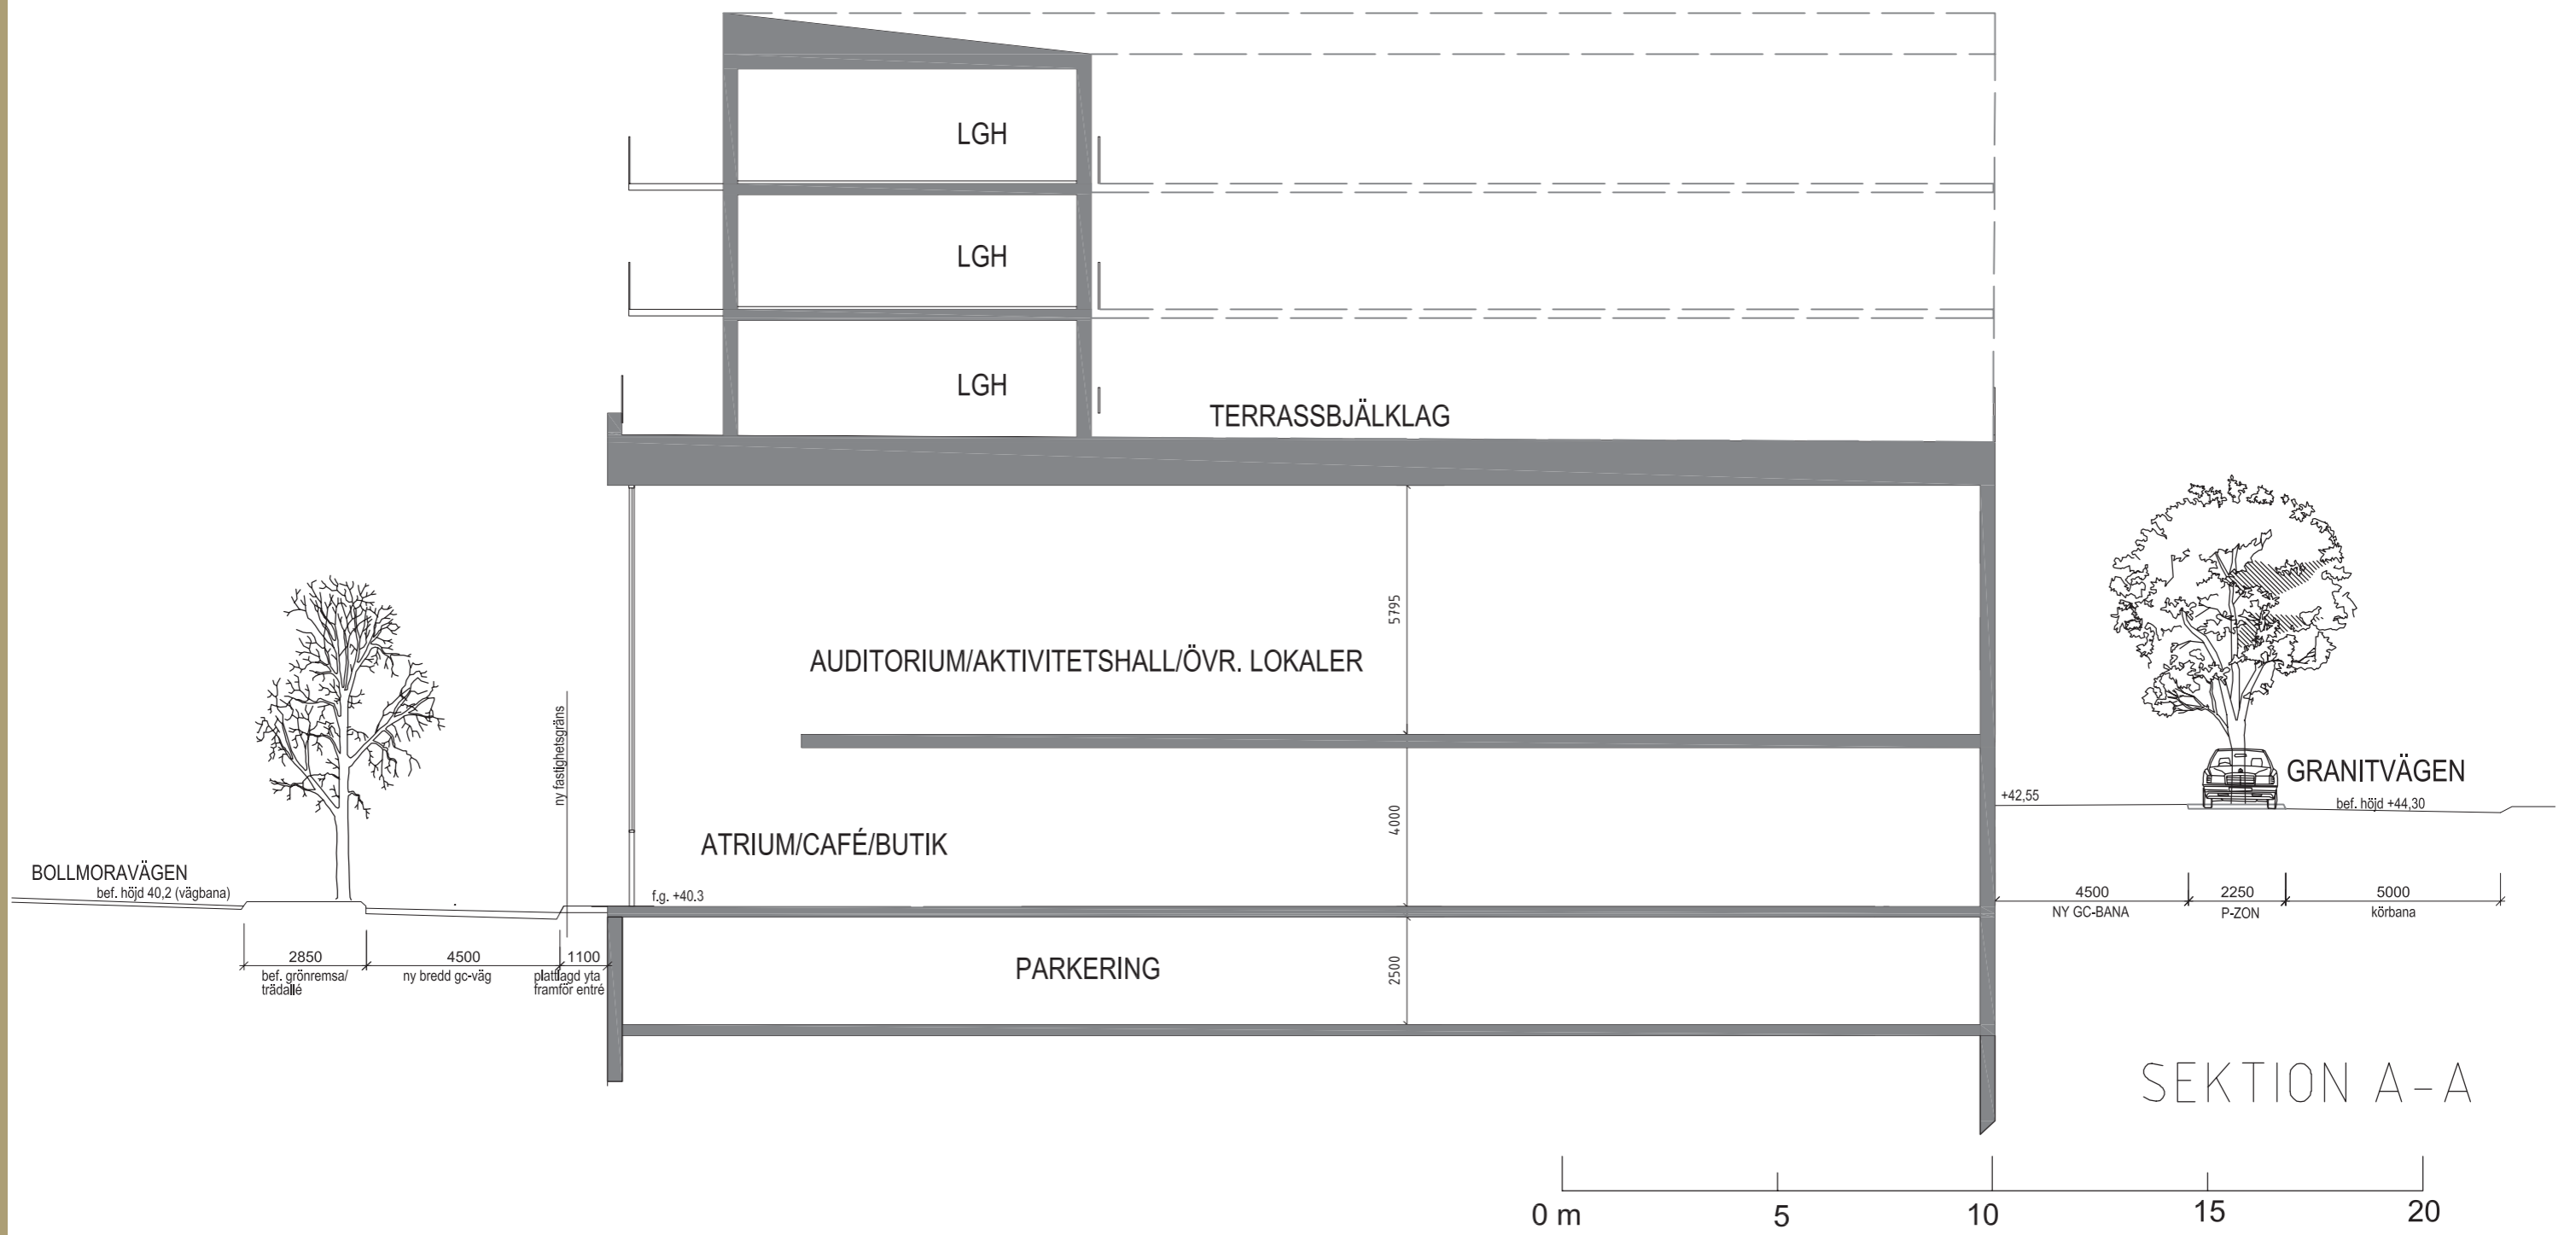 LGH
LGH
LGH
TERRASSBJÄLKLAG
5795
AUDITORIUM/AKTIVITETSHALL/ÖVR. LOKALER
ny fastighetsgräns
GRANITVÄGEN
+42,55
bef. höjd +44,30
4000
ATRIUM/CAFÉ/BUTIK
BOLLMORAVÄGEN
bef. höjd 40,2 (vägbana)
f.g. +40.3
4500
2250
5000
NY GC-BANA
P-ZON
körbana
2850
4500
1100
bef. grönremsa/
trädallé
ny bredd gc-väg
plattlagd yta
framför entré
PARKERING
2500
SEKTION A-A
0 m
5
10
15
20